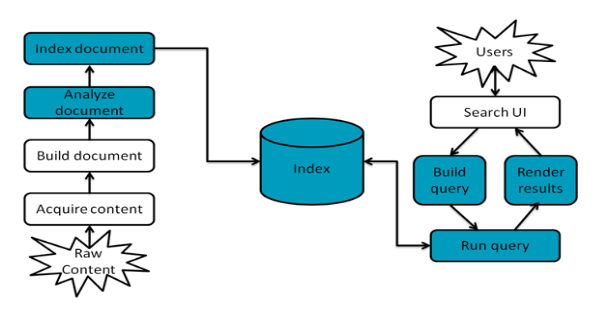 Index document
Analyze
document
Build document
Acquire content
Raw
Content
Index
Users
Search UI
Build
query
Render
results
Run query